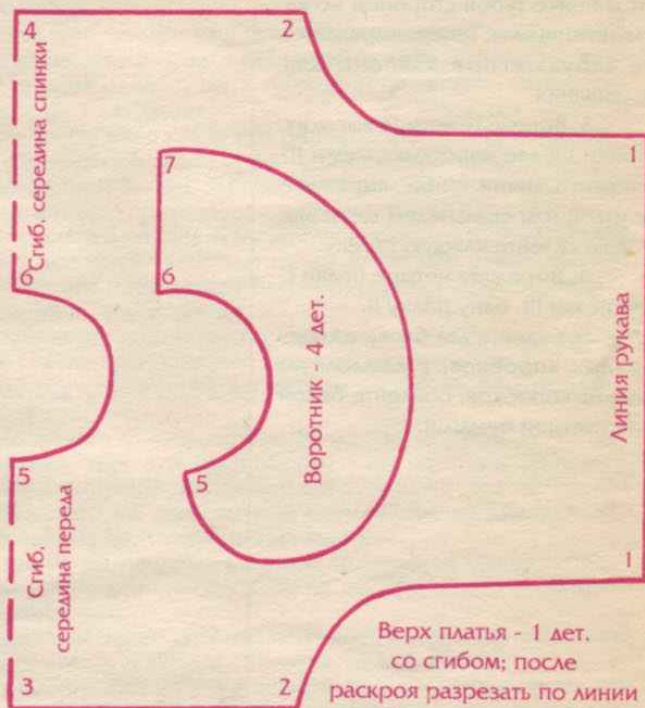 4
2
1
Сгиб, середина спинки
7
6
6
Воротник - 4 дет.
Линия рукава
5
5
Сгиб,
середина переда
1
Верх платья - 1 дет.
со сгибом; после
раскроя разрезать по линии
3
2